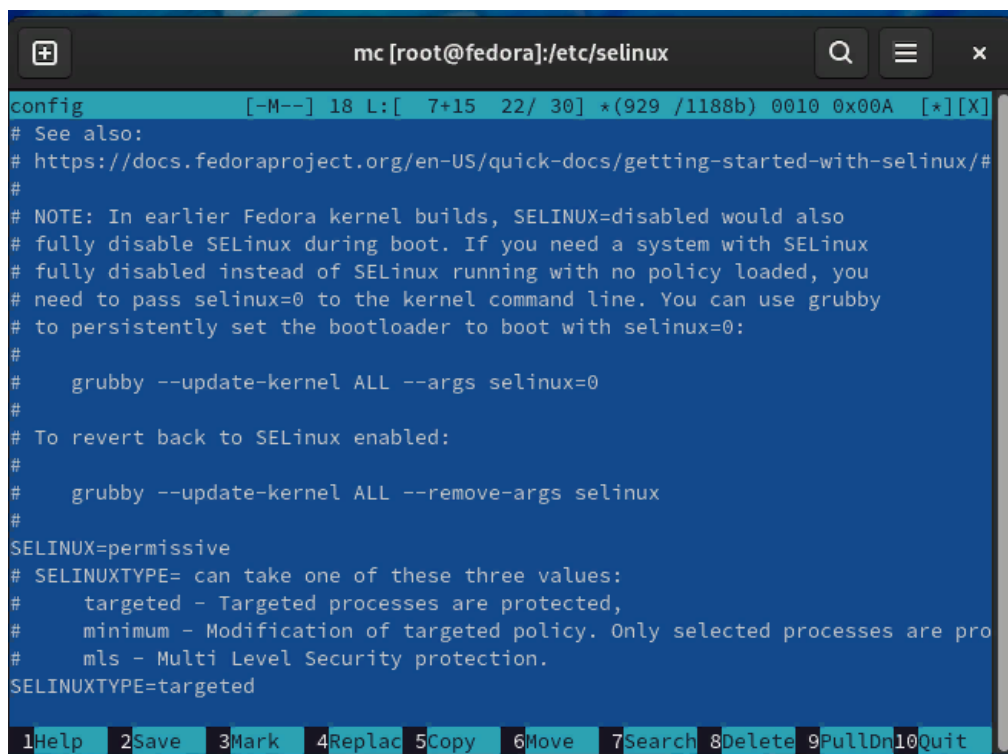 mc [root@fedora]:/etc/selinux
config [-M--] 18 L:[ 7+15 22/ 30] *(929 /1188b) 0010 0x00A [*][X]
# See also:
# https://docs.fedoraproject.org/en-US/quick-docs/getting-started-with-selinux/#
#
# NOTE: In earlier Fedora kernel builds, SELINUX=disabled would also
# fully disable SELinux during boot. If you need a system with SELinux
# fully disabled instead of SELinux running with no policy loaded, you
# need to pass selinux=0 to the kernel command line. You can use grubby
# to persistently set the bootloader to boot with selinux=0:
#
#    grubby --update-kernel ALL --args selinux=0
#
# To revert back to SELinux enabled:
#
#    grubby --update-kernel ALL --remove-args selinux
#
SELINUX=permissive
# SELINUXTYPE= can take one of these three values:
#     targeted - Targeted processes are protected,
#     minimum - Modification of targeted policy. Only selected processes are pro
#     mls - Multi Level Security protection.
SELINUXTYPE=targeted
1Help 2Save 3Mark 4Replac 5Copy 6Move 7Search 8Delete 9PullDn 10Quit